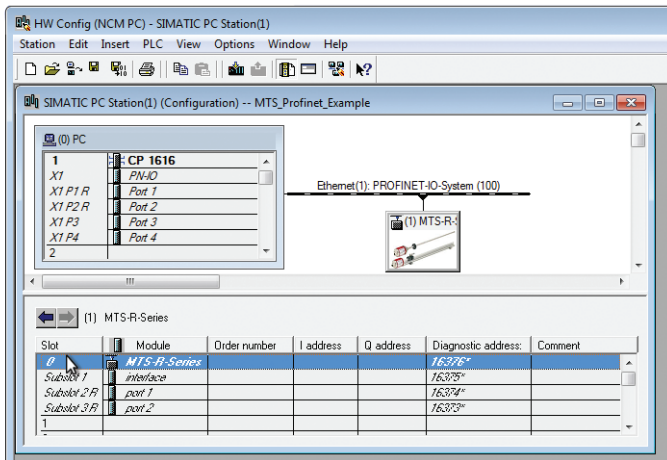 HW Config (NCM PC) - SIMATIC PC Station(1)
Station Edit Insert PLC View Options Window Help
SIMATIC PC Station(1) (Configuration) -- MTS_Profinet_Example
(0) PC
1 CP 1616
X1 PN-IO
X1 P1 R Port 1
X1 P2 R Port 2
X1 P3 Port 3
X1 P4 Port 4
2
Ethernet(1): PROFINET-IO-System (100)
(1) MTS-R-S
(1) MTS-R-Series
Slot Module Order number I address Q address Diagnostic address: Comment
0 MTS-R-Series 16376*
Subslot 1 interface 16375*
Subslot 2 R port 1 16374*
Subslot 3 R port 2 16373*
1